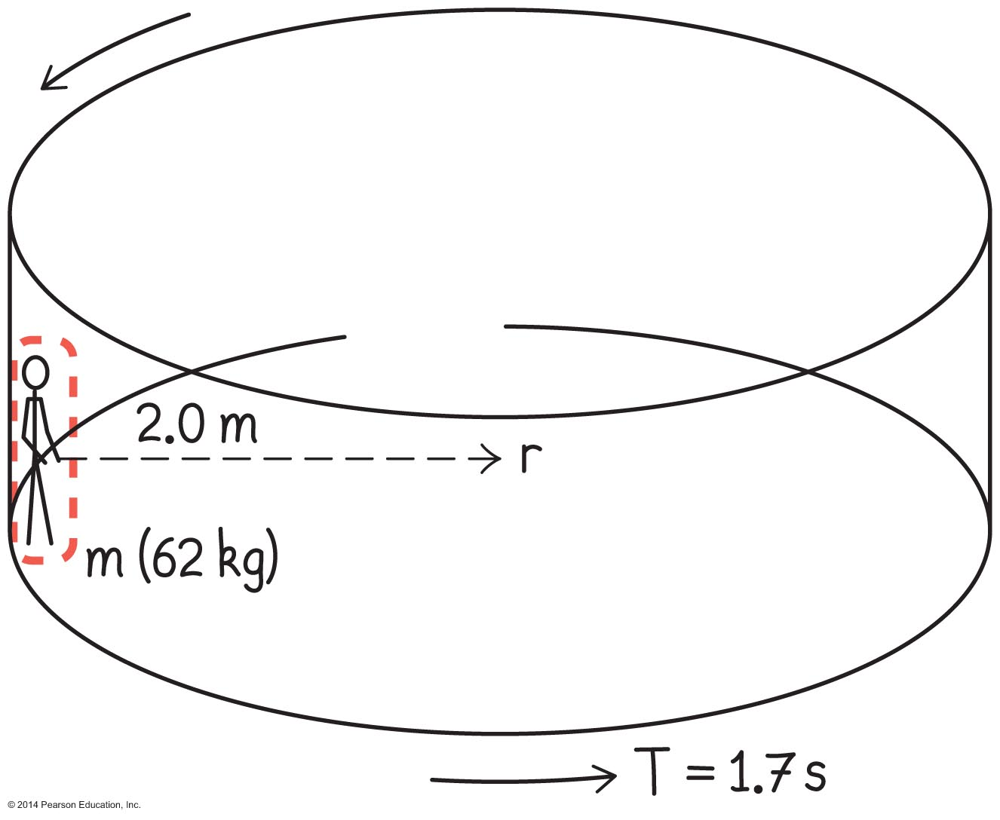 2.0 m
r
m (62 kg)
T = 1.7 s
© 2014 Pearson Education, Inc.